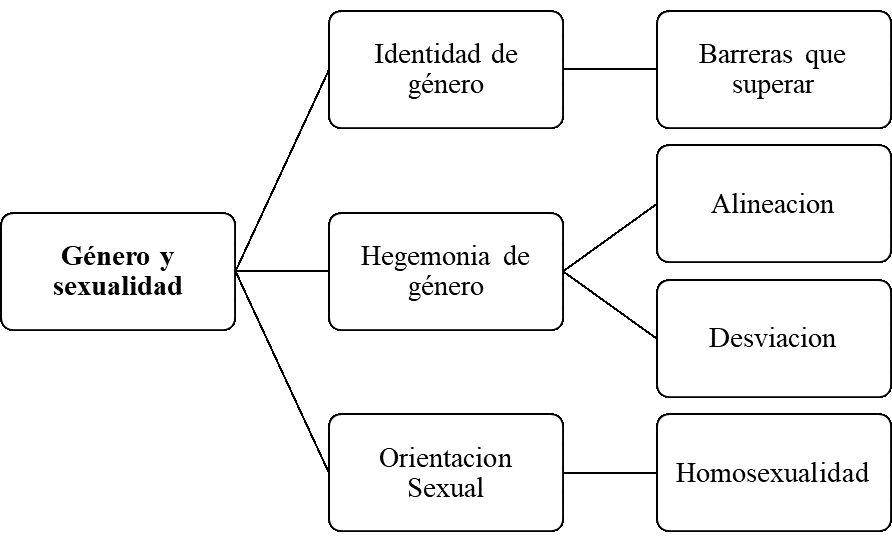 Género y
sexualidad
Identidad de
género
Barreras que
superar
Hegemonia de
género
Alineacion
Desviacion
Orientacion
Sexual
Homosexualidad